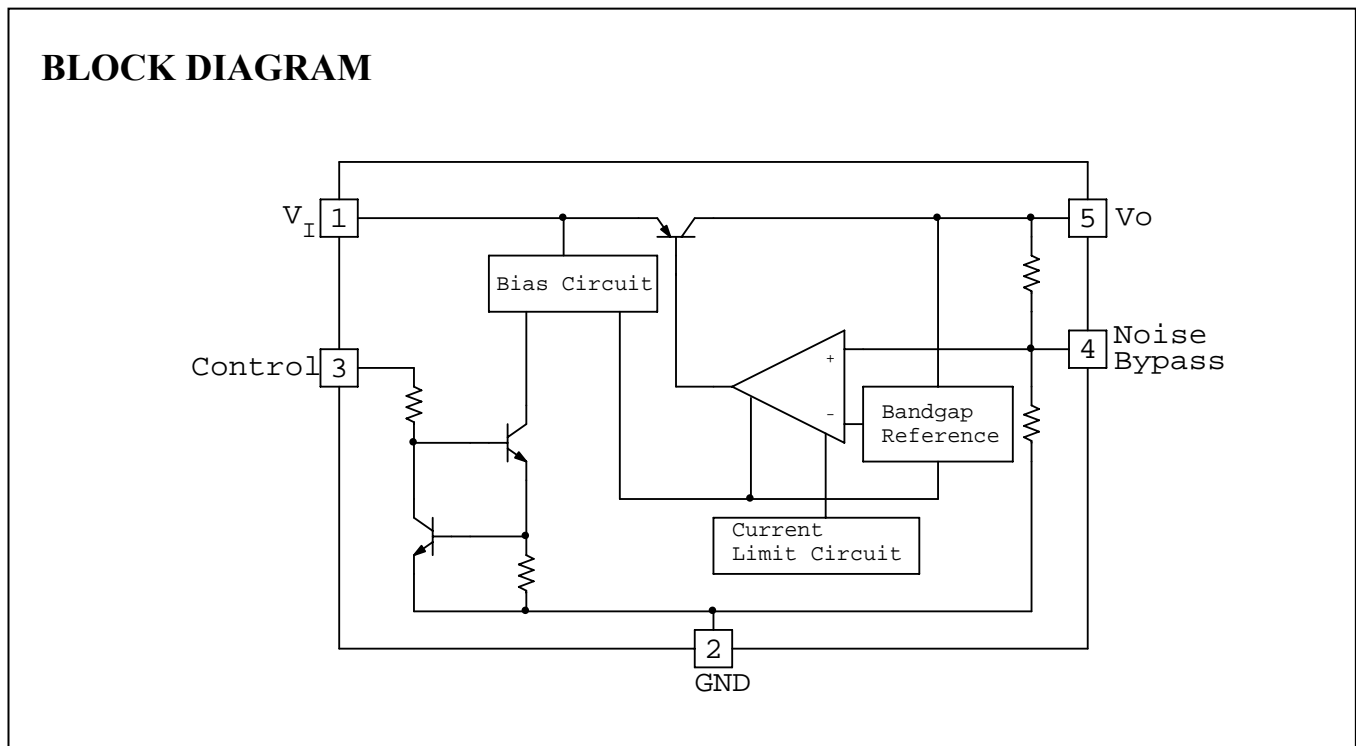 BLOCK DIAGRAM
V_I 1
5 Vo
Bias Circuit
Control 3
+
4 Noise
Bypass
-
Bandgap
Reference
Current
Limit Circuit
2
GND